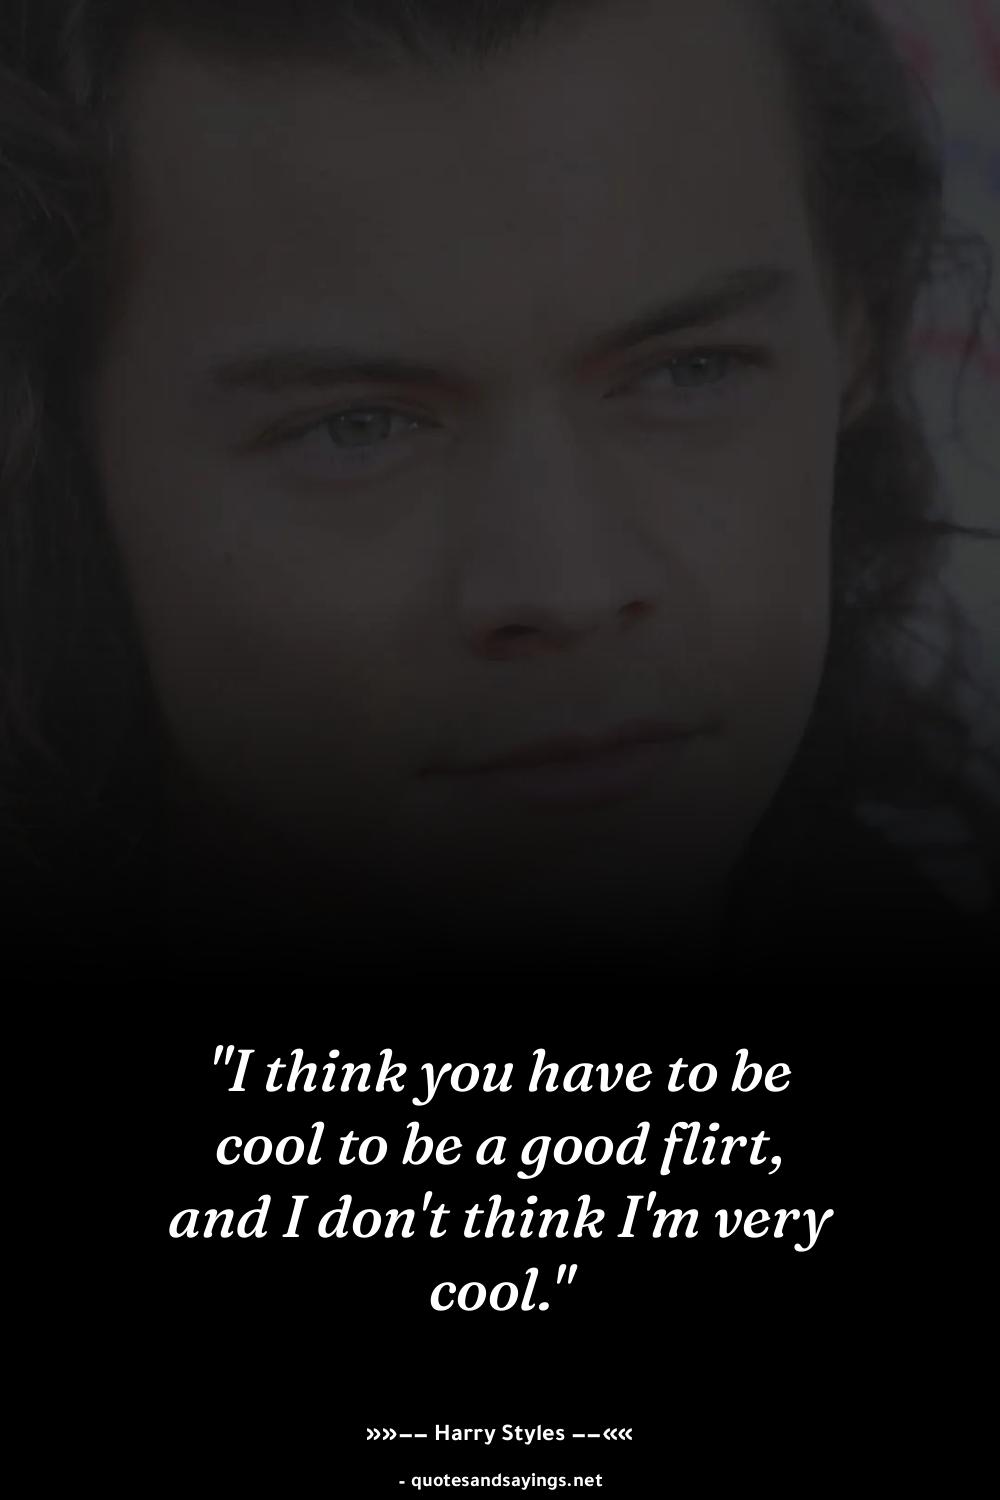 "I think you have to be
cool to be a good flirt,
and I don't think I'm very
cool."
»»-- Harry Styles --««
- quotesandsayings.net